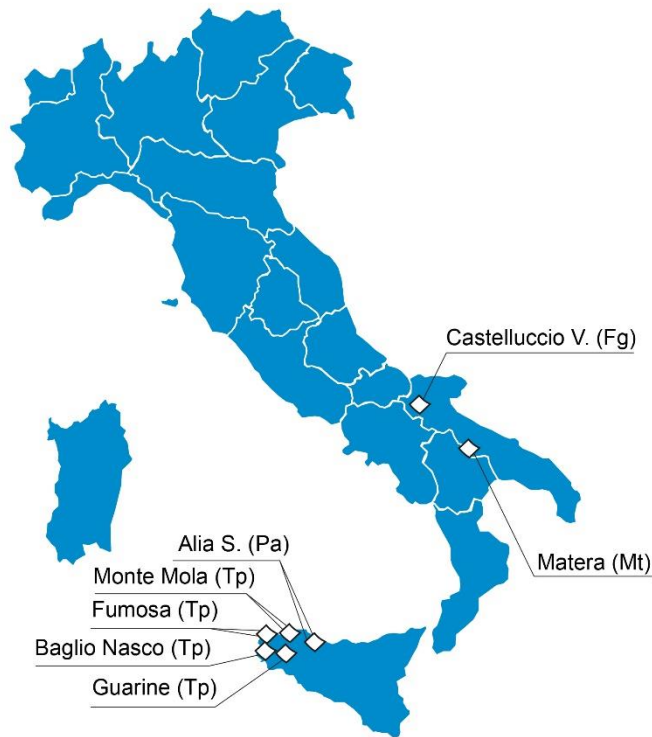 Castelluccio V. (Fg)
Alia S. (Pa)
Monte Mola (Tp)
Matera (Mt)
Fumosa (Tp)
Baglio Nasco (Tp)
Guarine (Tp)